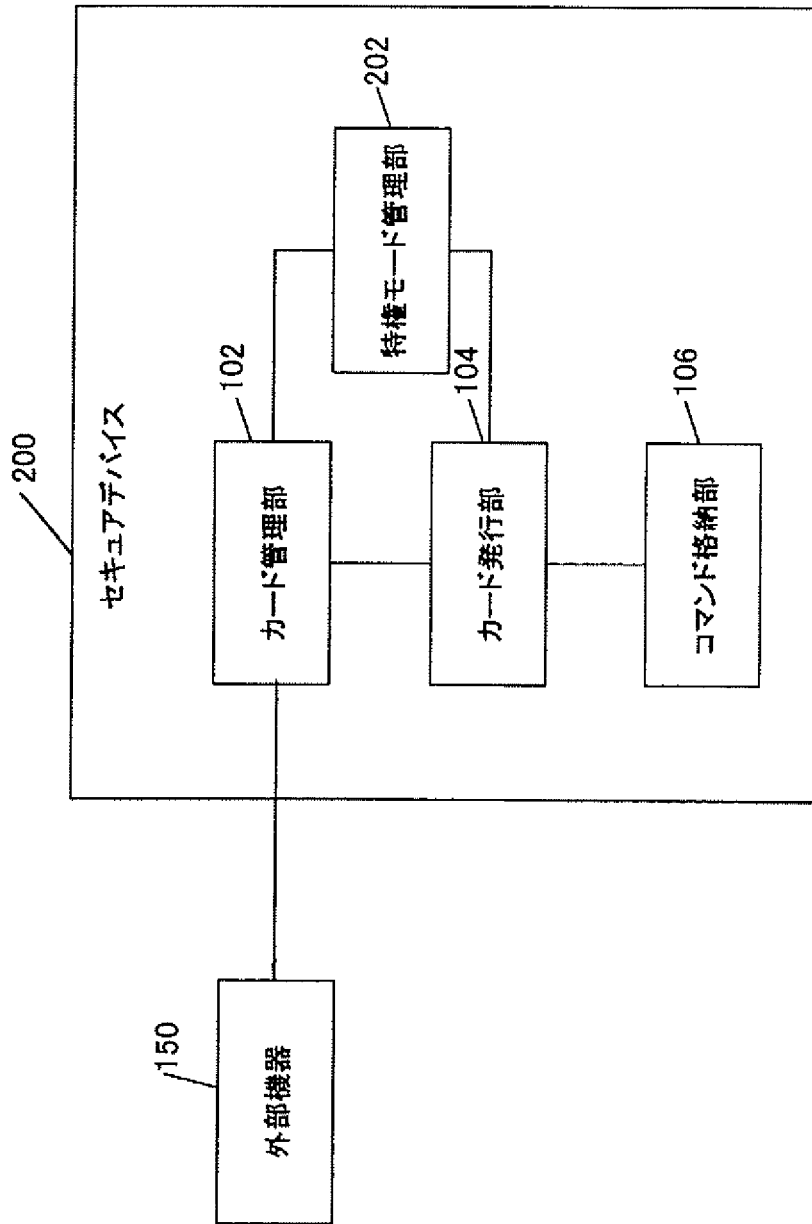 200
セキュアデバイス
150
外部機器
102
カード管理部
202
特権モード管理部
104
カード発行部
106
コマンド格納部